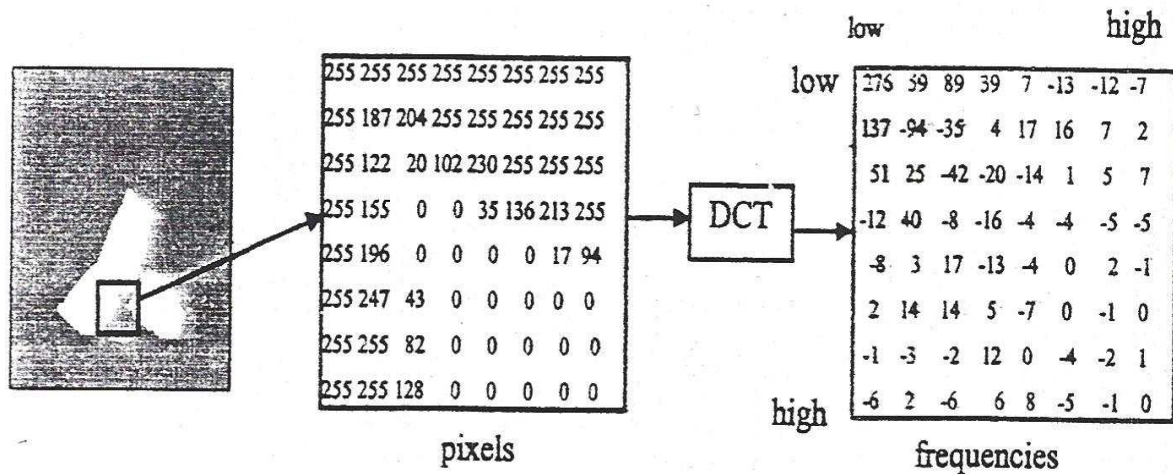 low high
low
255 255 255 255 255 255 255 255
255 187 204 255 255 255 255 255
255 122 20 102 230 255 255 255
255 155 0 0 35 136 213 255
255 196 0 0 0 0 17 94
255 247 43 0 0 0 0 0
255 255 82 0 0 0 0 0
255 255 128 0 0 0 0 0
pixels
DCT
276 59 89 39 7 -13 -12 -7
137 -94 -35 4 17 16 7 2
51 25 -42 -20 -14 1 5 7
-12 40 -8 -16 -4 -4 -5 -5
-8 3 17 -13 -4 0 2 -1
2 14 14 5 -7 0 -1 0
-1 -3 -2 12 0 -4 -2 1
-6 2 -6 6 8 -5 -1 0
high
frequencies